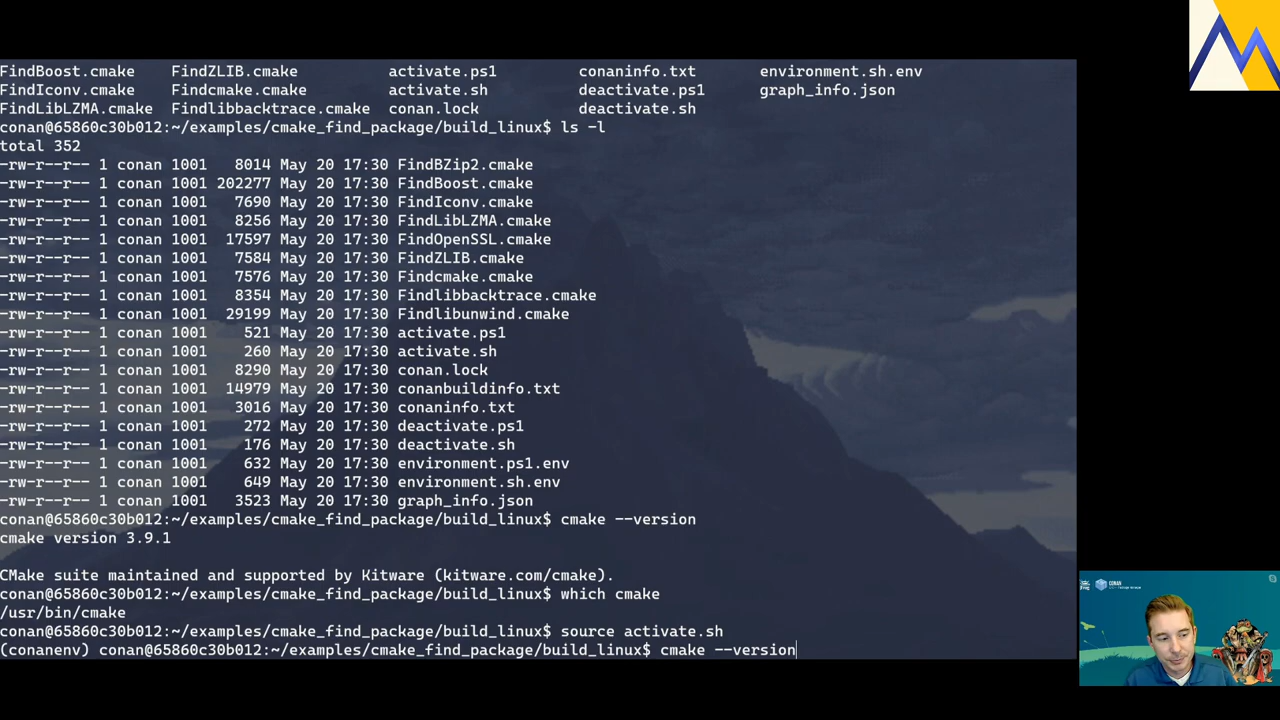 FindBoost.cmake FindZLIB.cmake activate.ps1 conaninfo.txt environment.sh.env
FindIconv.cmake Findcmake.cmake activate.sh deactivate.ps1 graph_info.json
FindLibLZMA.cmake Findlibbacktrace.cmake conan.lock deactivate.sh
conan@65860c30b012:~/examples/cmake_find_package/build_linux$ ls -l
total 352
-rw-r--r-- 1 conan 1001 8014 May 20 17:30 FindBZip2.cmake
-rw-r--r-- 1 conan 1001 202277 May 20 17:30 FindBoost.cmake
-rw-r--r-- 1 conan 1001 7690 May 20 17:30 FindIconv.cmake
-rw-r--r-- 1 conan 1001 8256 May 20 17:30 FindLibLZMA.cmake
-rw-r--r-- 1 conan 1001 17597 May 20 17:30 FindOpenSSL.cmake
-rw-r--r-- 1 conan 1001 7584 May 20 17:30 FindZLIB.cmake
-rw-r--r-- 1 conan 1001 7576 May 20 17:30 Findcmake.cmake
-rw-r--r-- 1 conan 1001 8354 May 20 17:30 Findlibbacktrace.cmake
-rw-r--r-- 1 conan 1001 29199 May 20 17:30 Findlibunwind.cmake
-rw-r--r-- 1 conan 1001 521 May 20 17:30 activate.ps1
-rw-r--r-- 1 conan 1001 260 May 20 17:30 activate.sh
-rw-r--r-- 1 conan 1001 8290 May 20 17:30 conan.lock
-rw-r--r-- 1 conan 1001 14979 May 20 17:30 conanbuildinfo.txt
-rw-r--r-- 1 conan 1001 3016 May 20 17:30 conaninfo.txt
-rw-r--r-- 1 conan 1001 272 May 20 17:30 deactivate.ps1
-rw-r--r-- 1 conan 1001 176 May 20 17:30 deactivate.sh
-rw-r--r-- 1 conan 1001 632 May 20 17:30 environment.ps1.env
-rw-r--r-- 1 conan 1001 649 May 20 17:30 environment.sh.env
-rw-r--r-- 1 conan 1001 3523 May 20 17:30 graph_info.json
conan@65860c30b012:~/examples/cmake_find_package/build_linux$ cmake --version
cmake version 3.9.1
CMake suite maintained and supported by Kitware (kitware.com/cmake).
conan@65860c30b012:~/examples/cmake_find_package/build_linux$ which cmake
/usr/bin/cmake
conan@65860c30b012:~/examples/cmake_find_package/build_linux$ source activate.sh
(conanenv) conan@65860c30b012:~/examples/cmake_find_package/build_linux$ cmake --version
CONAN